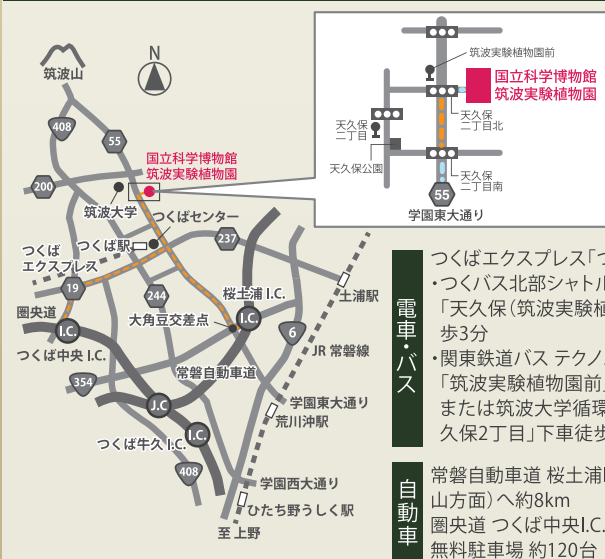 筑波山
N
408
55
国立科学博物館
筑波実験植物園
200
筑波大学
つくばセンター
つくば駅
つくば
エクスプレス
237
19
244
桜土浦 I.C.
土浦駅
圏央道
I.C.
つくば中央 I.C.
大角豆交差点
I.C.
6
JR 常磐線
常磐自動車道
354
J.C
学園東大通り
荒川沖駅
つくば牛久 I.C.
I.C.
408
学園西大通り
ひたち野うしく駅
至 上野
筑波実験植物園前
国立科学博物館
筑波実験植物園
天久保
二丁目北
天久保
二丁目
天久保公園
天久保
二丁目南
55
学園東大通り
電車・バス
つくばエクスプレス「つ
・つくバス北部シャトル
「天久保(筑波実験植
歩3分
・関東鉄道バス テクノ
「筑波実験植物園前」
または筑波大学循環
久保2丁目」下車徒歩
自動車
常磐自動車道 桜土浦
山方面)へ約8km
圏央道 つくば中央I.C.
無料駐車場 約120台